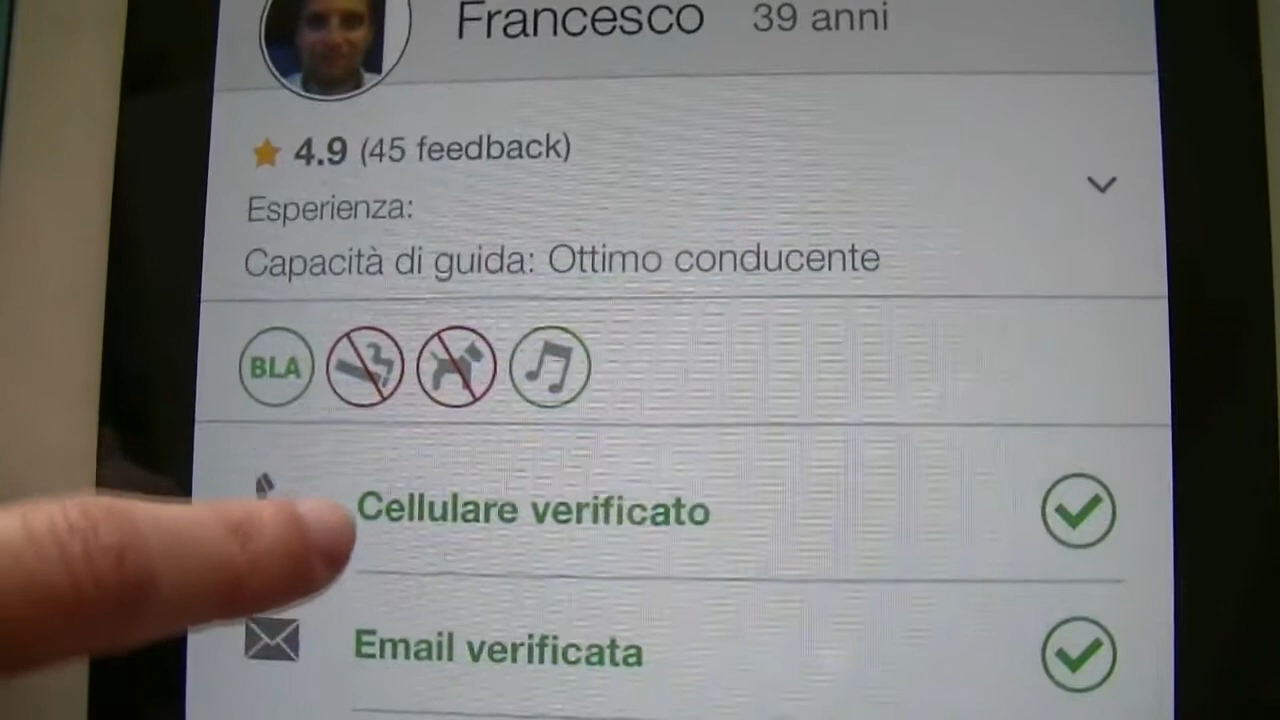 Francesco 39 anni
4.9 (45 feedback)
Esperienza:
Capacità di guida: Ottimo conducente
BLA
Cellulare verificato
Email verificata